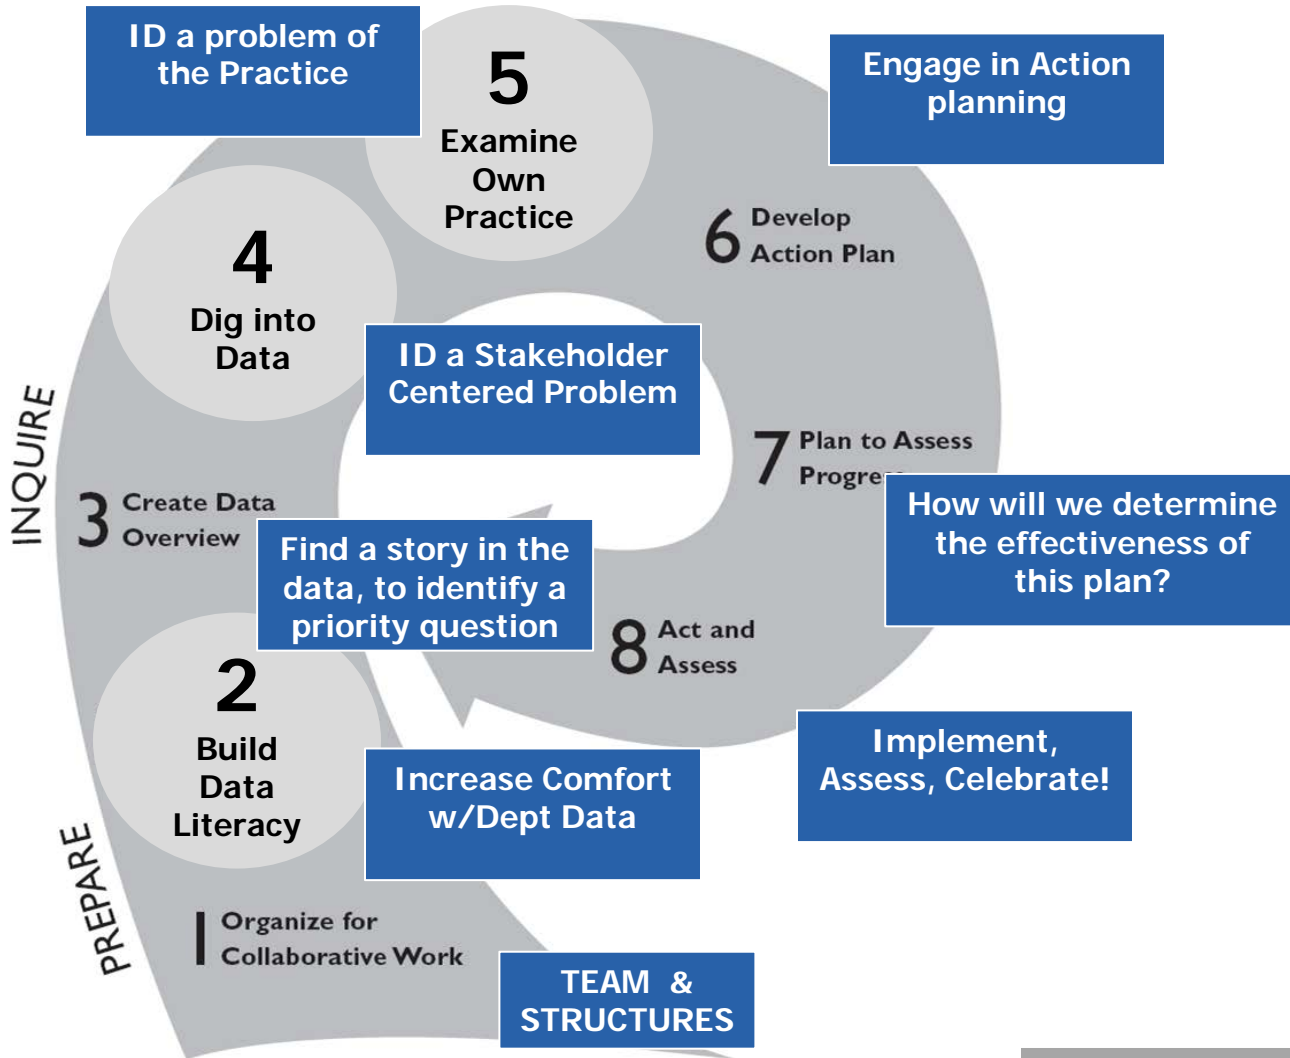 ID a problem of
the Practice
5
Examine
Own
Practice
Engage in Action
planning
6 Develop
Action Plan
4
Dig into
Data
ID a Stakeholder
Centered Problem
INQUIRE
7 Plan to Assess
3 Create Data
Overview
How will we determine
the effectiveness of
this plan?
Find a story in the
data, to identify a
priority question
8 Act and
Assess
2
Build
Data
Literacy
Implement,
Assess, Celebrate!
Increase Comfort
w/Dept Data
PREPARE
1 Organize for
Collaborative Work
TEAM &
STRUCTURES